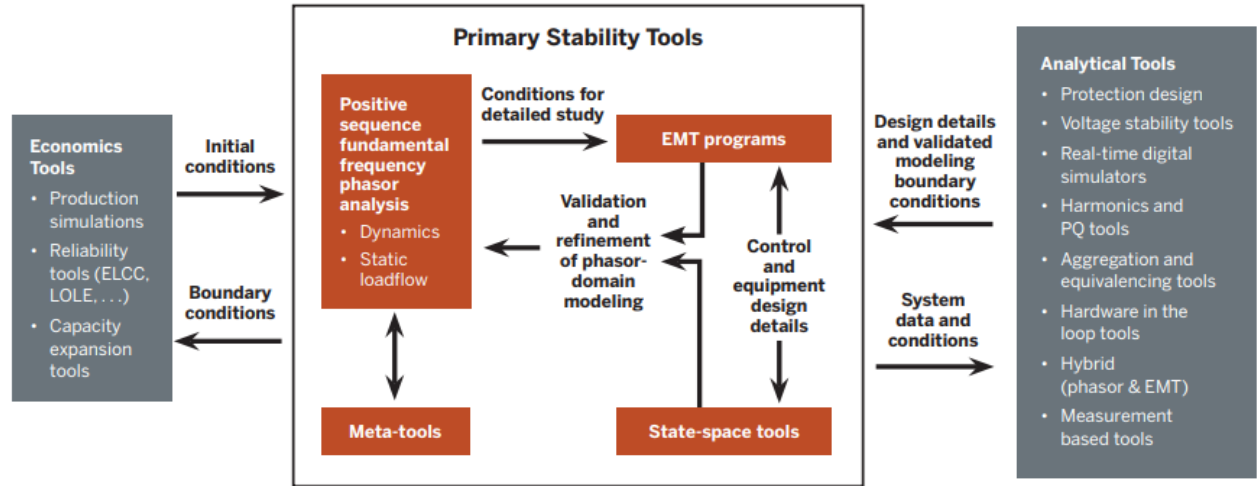 Primary Stability Tools
Economics
Tools
• Production
simulations
• Reliability
tools (ELCC,
LOLE, . . .)
• Capacity
expansion
tools
Initial
conditions
Boundary
conditions
Positive
sequence
fundamental
frequency
phasor
analysis
• Dynamics
• Static
loadflow
Meta-tools
Conditions for
detailed study
Validation
and
refinement
of phasor-
domain
modeling
EMT programs
Control
and
equipment
design
details
State-space tools
Design details
and validated
modeling
boundary
conditions
System
data and
conditions
Analytical Tools
• Protection design
• Voltage stability tools
• Real-time digital
simulators
• Harmonics and
PQ tools
• Aggregation and
equivalencing tools
• Hardware in the
loop tools
• Hybrid
(phasor & EMT)
• Measurement
based tools